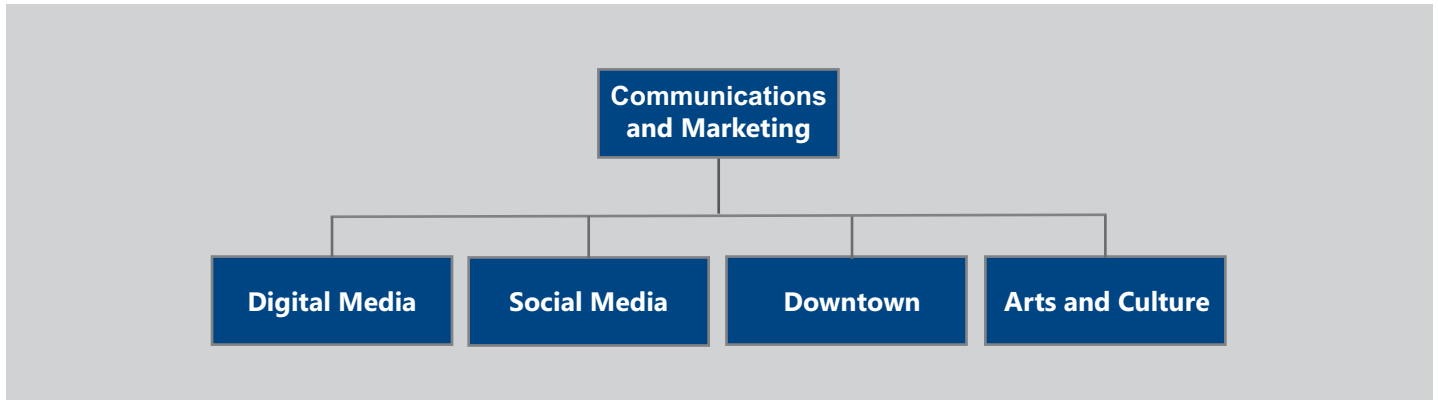 Communications
and Marketing
Digital Media
Social Media
Downtown
Arts and Culture